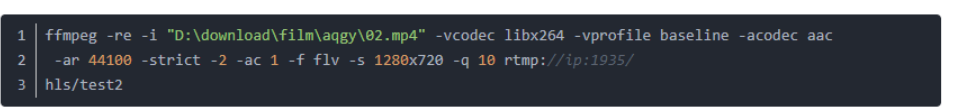 1 ffmpeg -re -i "D:\download\film\aqgy\02.mp4" -vcodec libx264 -vprofile baseline -acodec aac
2 -ar 44100 -strict -2 -ac 1 -f flv -s 1280x720 -q 10 rtmp://ip:1935/
3 hls/test2